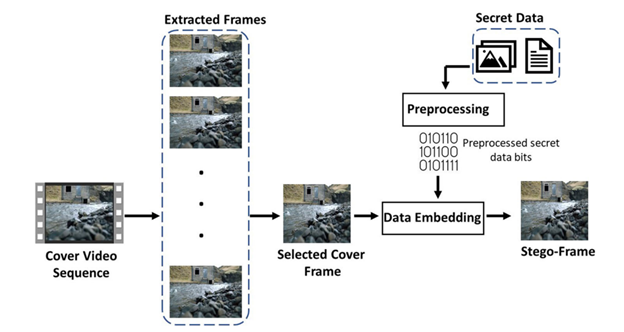 Extracted Frames
Secret Data
Preprocessing
010110
101100
0101111
Preprocessed secret
data bits
Data Embedding
Cover Video
Sequence
Selected Cover
Frame
Stego-Frame